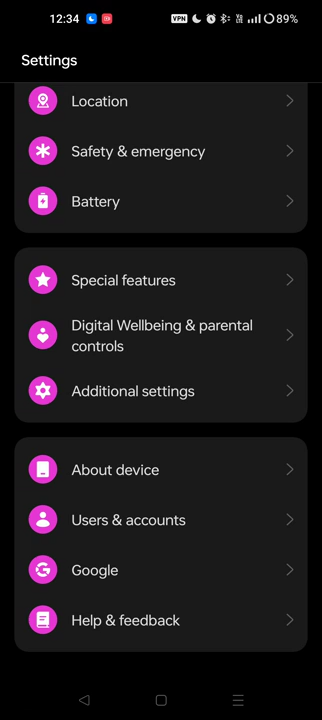 12:34
VPN 89%
Settings
Location
Safety & emergency
Battery
Special features
Digital Wellbeing & parental
controls
Additional settings
About device
Users & accounts
Google
Help & feedback